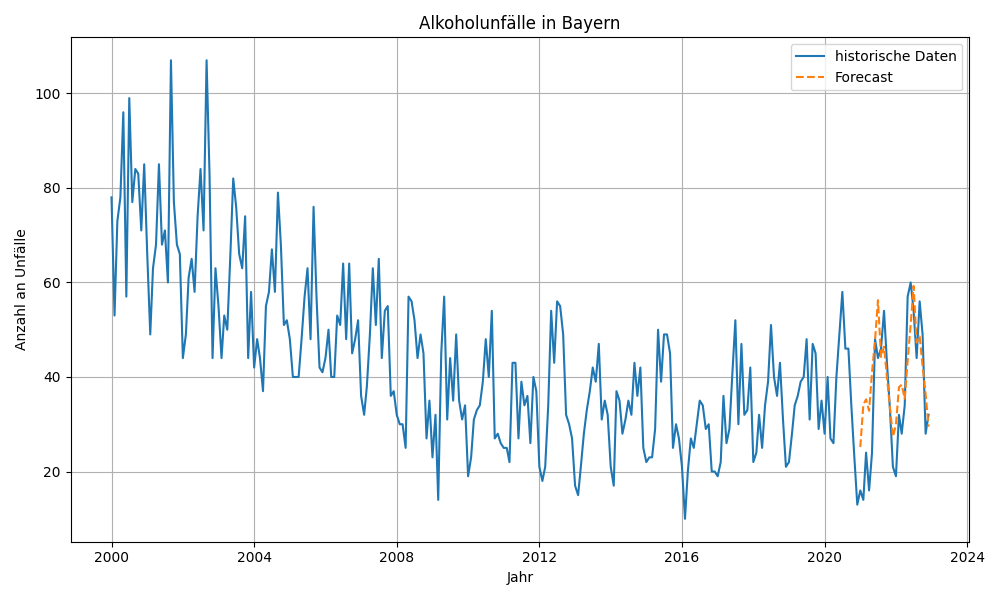 Alkoholunfälle in Bayern
historische Daten
Forecast
Anzahl an Unfälle
100
80
60
40
20
2000 2004 2008 2012 2016 2020 2024
Jahr